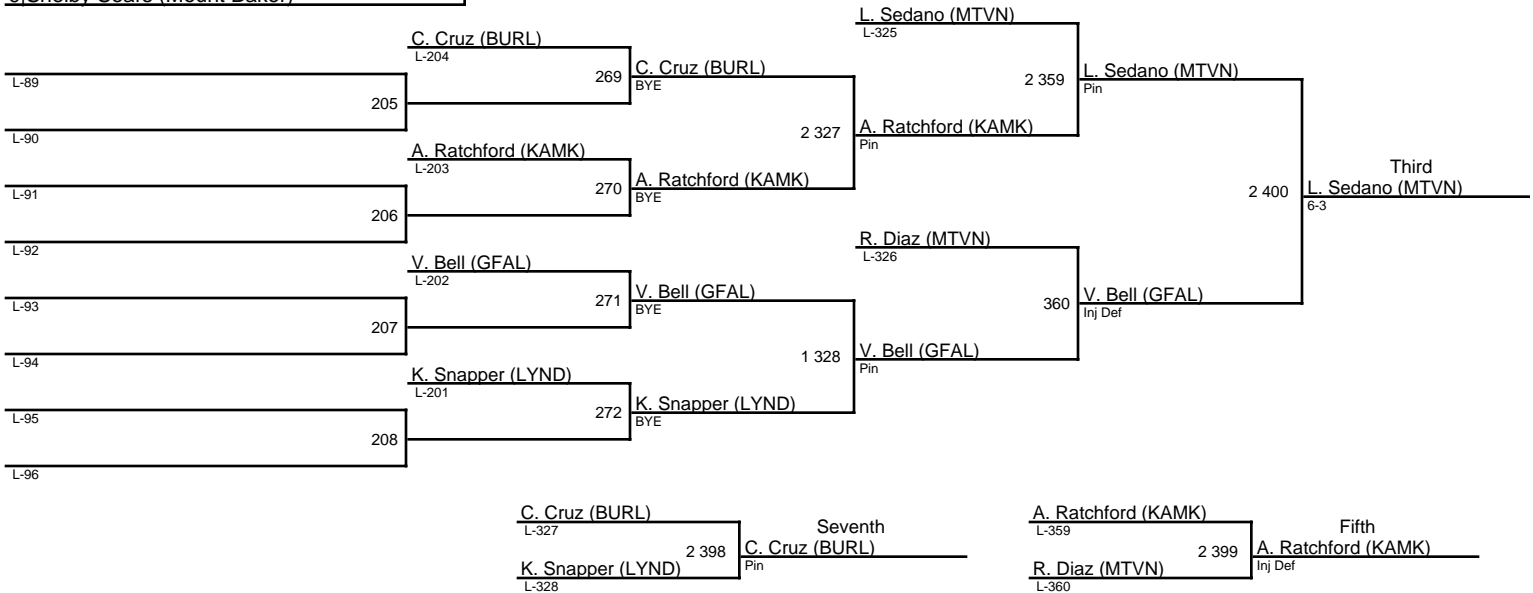 L. Sedano (MTVN)
L-325
C. Cruz (BURL)
L-204
269
C. Cruz (BURL)
BYE
2 359
L. Sedano (MTVN)
Pin
L-89
205
L-90
2 327
A. Ratchford (KAMK)
Pin
A. Ratchford (KAMK)
L-203
270
A. Ratchford (KAMK)
BYE
L-91
206
L-92
2 400
Third
L. Sedano (MTVN)
6-3
R. Diaz (MTVN)
L-326
V. Bell (GFAL)
L-202
271
V. Bell (GFAL)
BYE
360
V. Bell (GFAL)
Inj Def
L-93
207
L-94
1 328
V. Bell (GFAL)
Pin
K. Snapper (LYND)
L-201
272
K. Snapper (LYND)
BYE
L-95
208
L-96
C. Cruz (BURL)
L-327
2 398
Seventh
C. Cruz (BURL)
Pin
K. Snapper (LYND)
L-328
A. Ratchford (KAMK)
L-359
2 399
Fifth
A. Ratchford (KAMK)
Inj Def
R. Diaz (MTVN)
L-360